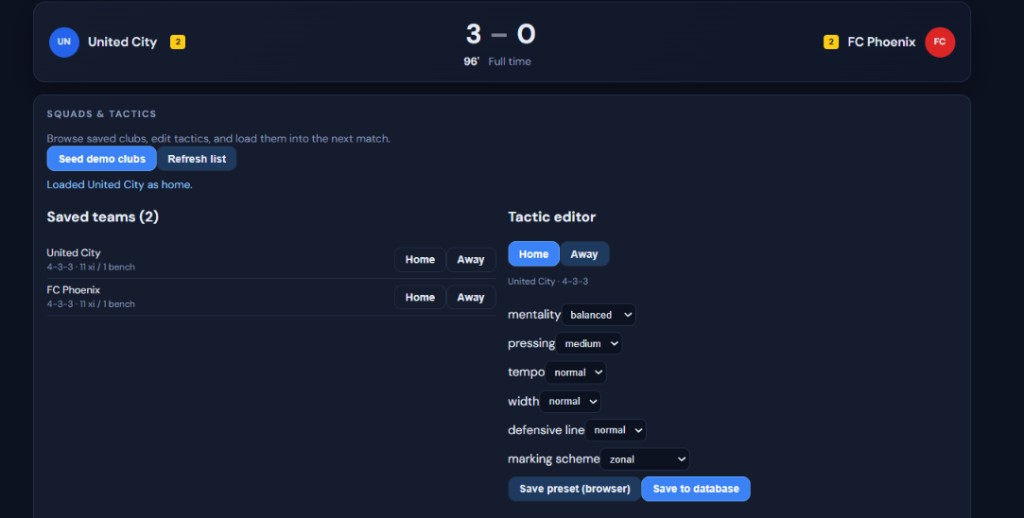 UN United City 2 3 – 0 2 FC Phoenix FC
96' Full time
SQUADS & TACTICS
Browse saved clubs, edit tactics, and load them into the next match.
Seed demo clubs Refresh list
Loaded United City as home.
Saved teams (2)
United City
4-3-3 · 11 xi / 1 bench
Home Away
FC Phoenix
4-3-3 · 11 xi / 1 bench
Home Away
Tactic editor
Home Away
United City · 4-3-3
mentality balanced
pressing medium
tempo normal
width normal
defensive line normal
marking scheme zonal
Save preset (browser) Save to database